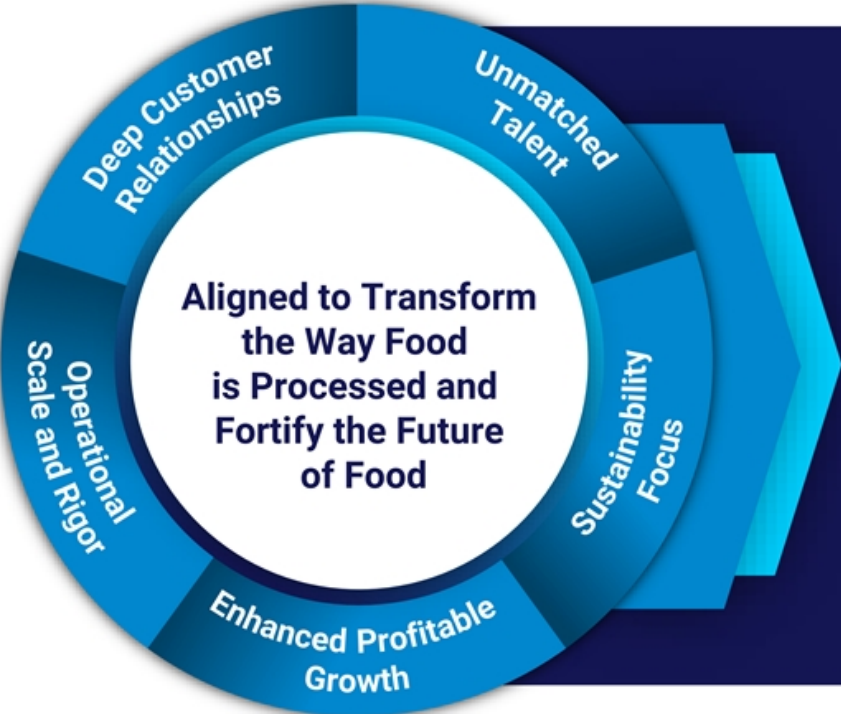 Deep Customer
Relationships
Unmatched
Talent
Aligned to Transform
the Way Food
is Processed and
Fortify the Future
of Food
Operational
Scale and Rigor
Sustainability
Focus
Enhanced Profitable
Growth